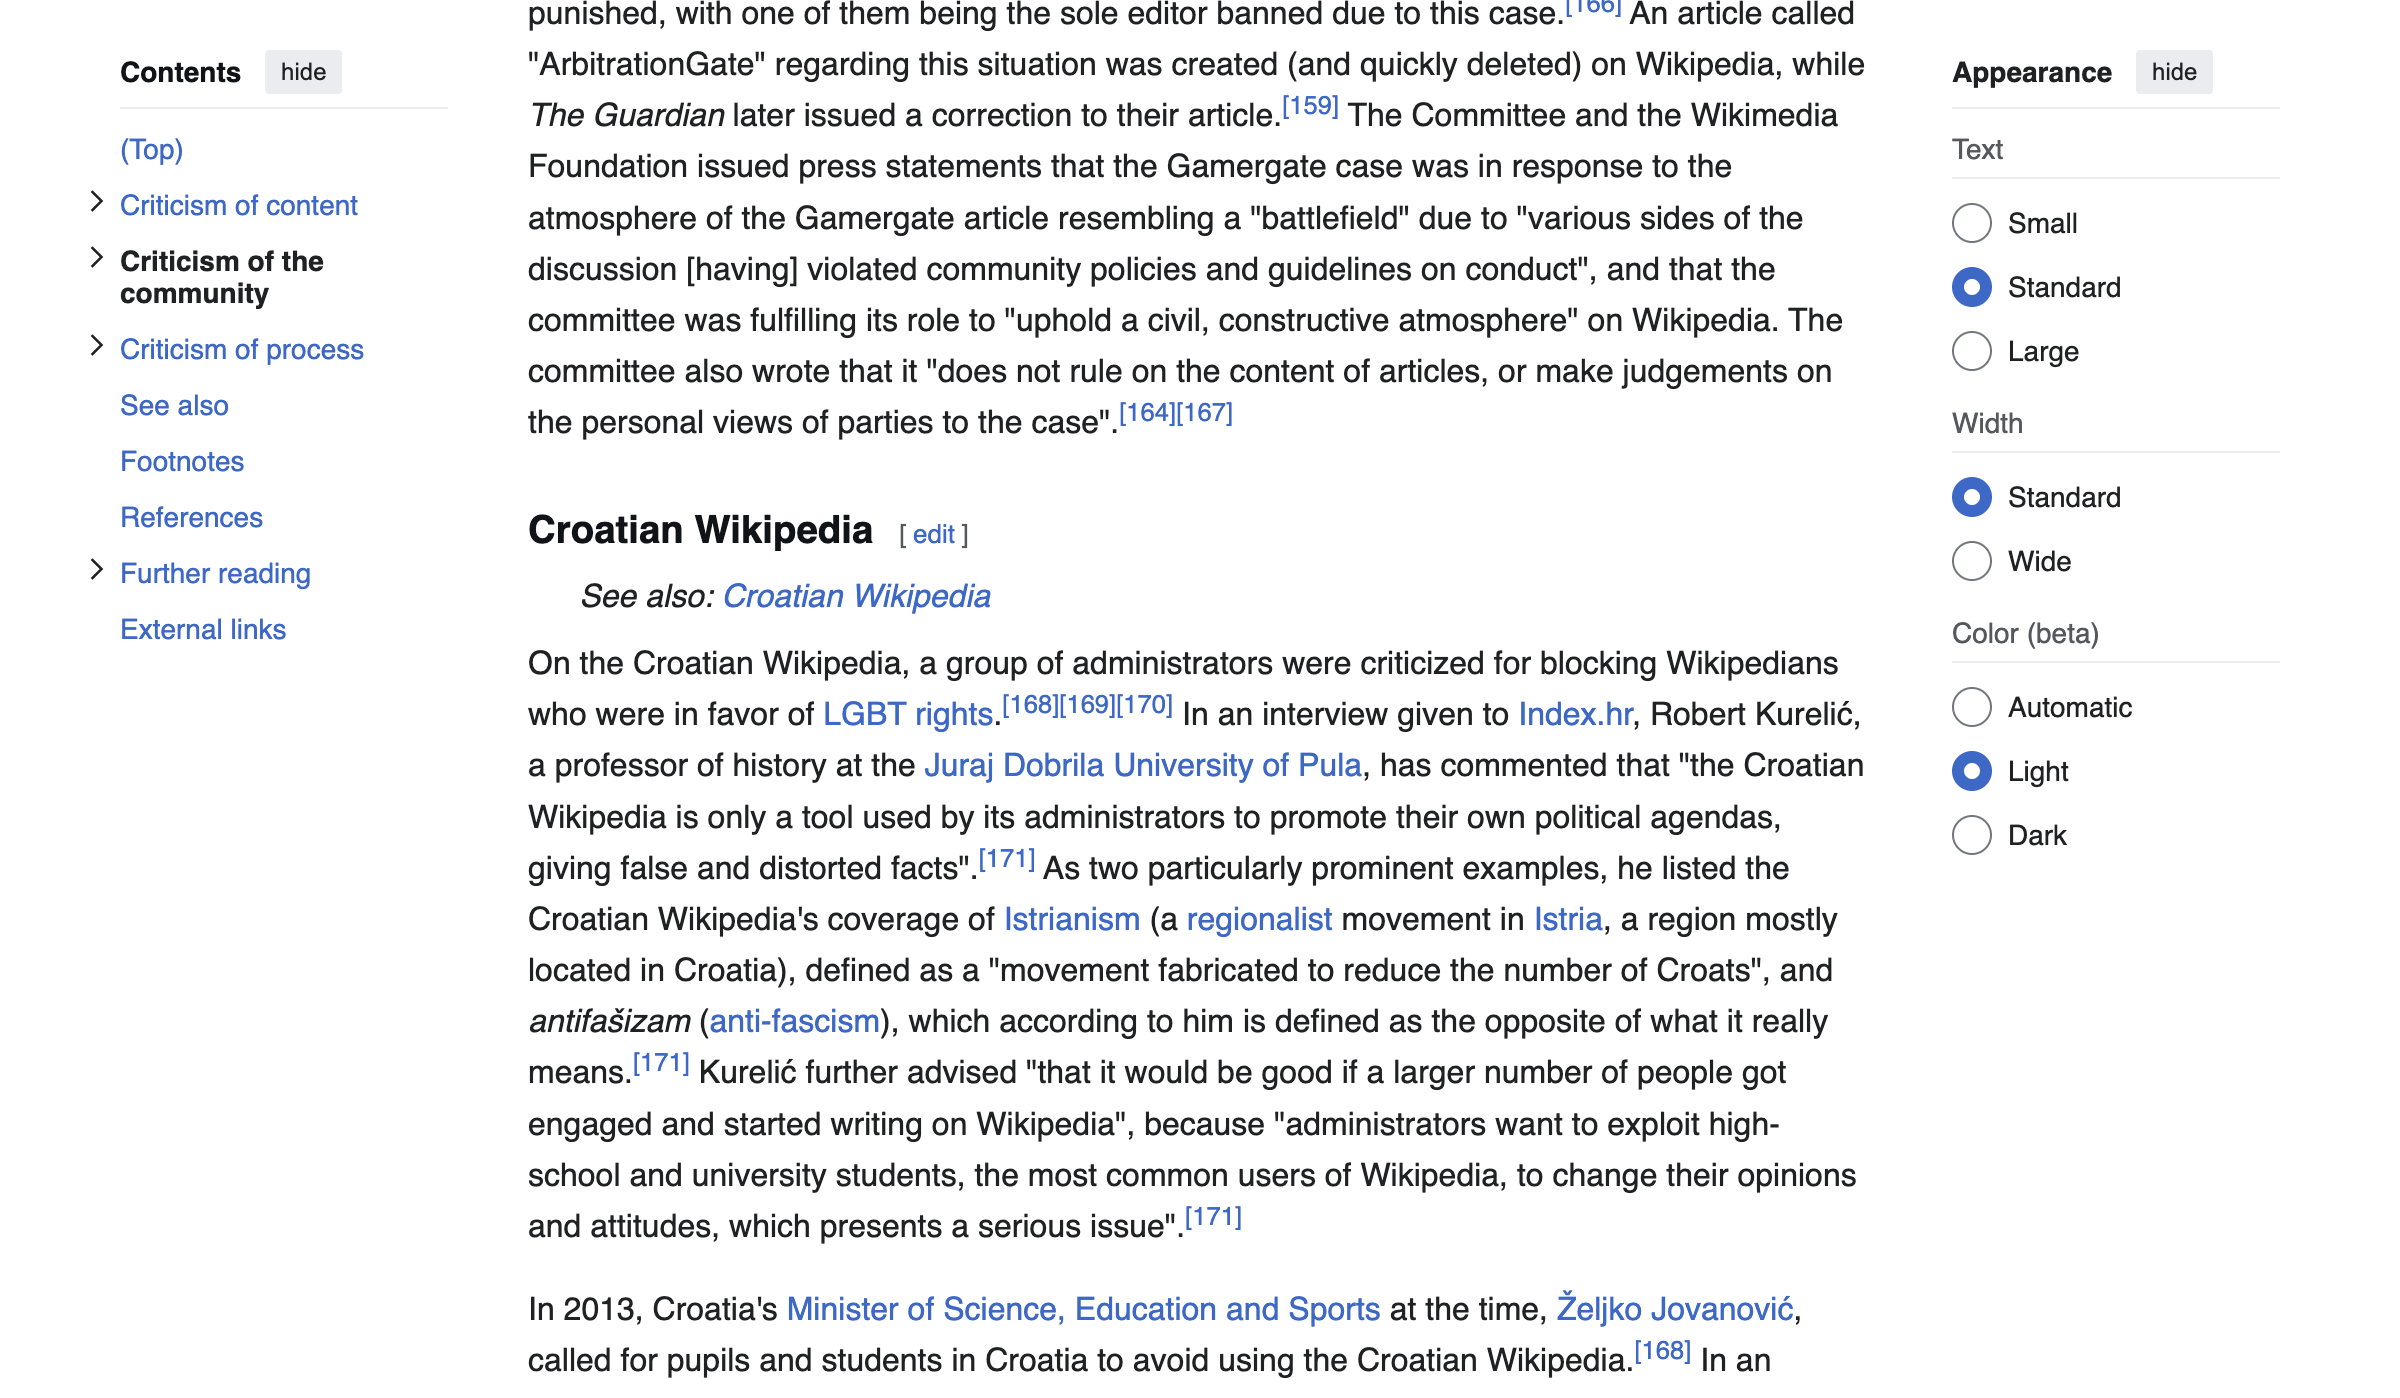 Contents hide
(Top)
Criticism of content
Criticism of the
community
Criticism of process
See also
Footnotes
References
Further reading
External links
punished, with one of them being the sole editor banned due to this case.[166] An article called
"ArbitrationGate" regarding this situation was created (and quickly deleted) on Wikipedia, while
The Guardian later issued a correction to their article.[159] The Committee and the Wikimedia
Foundation issued press statements that the Gamergate case was in response to the
atmosphere of the Gamergate article resembling a "battlefield" due to "various sides of the
discussion [having] violated community policies and guidelines on conduct", and that the
committee was fulfilling its role to "uphold a civil, constructive atmosphere" on Wikipedia. The
committee also wrote that it "does not rule on the content of articles, or make judgements on
the personal views of parties to the case".[164][167]
Croatian Wikipedia [ edit ]
See also: Croatian Wikipedia
On the Croatian Wikipedia, a group of administrators were criticized for blocking Wikipedians
who were in favor of LGBT rights.[168][169][170] In an interview given to Index.hr, Robert Kurelić,
a professor of history at the Juraj Dobrila University of Pula, has commented that "the Croatian
Wikipedia is only a tool used by its administrators to promote their own political agendas,
giving false and distorted facts".[171] As two particularly prominent examples, he listed the
Croatian Wikipedia's coverage of Istrianism (a regionalist movement in Istria, a region mostly
located in Croatia), defined as a "movement fabricated to reduce the number of Croats", and
antifašizam (anti-fascism), which according to him is defined as the opposite of what it really
means.[171] Kurelić further advised "that it would be good if a larger number of people got
engaged and started writing on Wikipedia", because "administrators want to exploit high-
school and university students, the most common users of Wikipedia, to change their opinions
and attitudes, which presents a serious issue".[171]
In 2013, Croatia's Minister of Science, Education and Sports at the time, Željko Jovanović,
called for pupils and students in Croatia to avoid using the Croatian Wikipedia.[168] In an
Appearance hide
Text
Small
Standard
Large
Width
Standard
Wide
Color (beta)
Automatic
Light
Dark